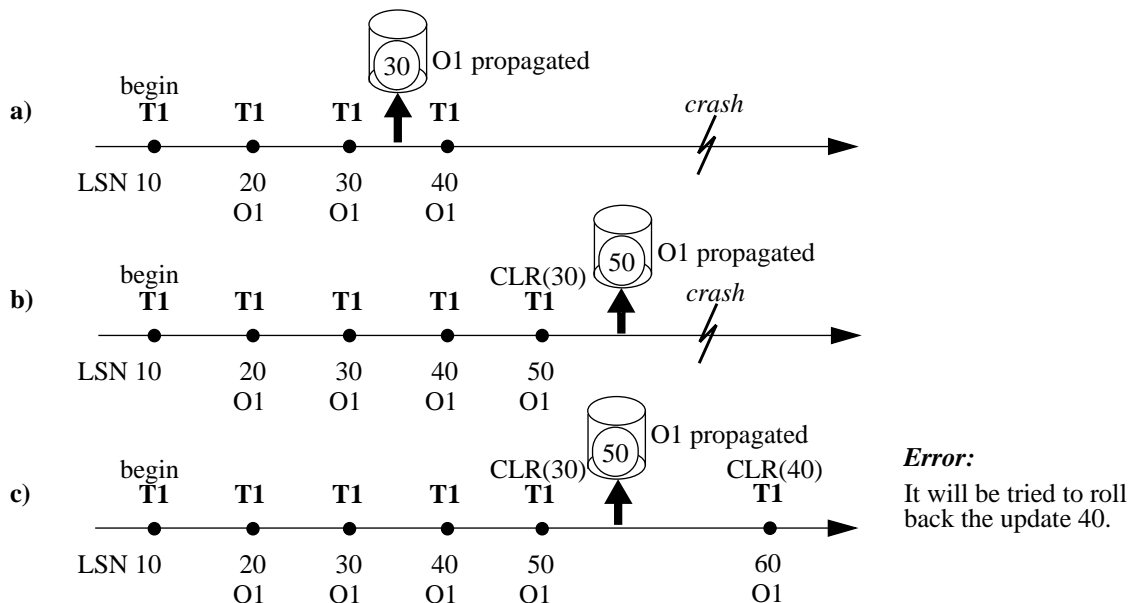 30 O1 propagated
begin
a) T1 T1 T1 T1 crash
LSN 10 20 30 40
O1 O1 O1
50 O1 propagated
begin CLR(30) crash
b) T1 T1 T1 T1 T1
LSN 10 20 30 40 50
O1 O1 O1 O1
50 O1 propagated
begin CLR(30) CLR(40) Error:
c) T1 T1 T1 T1 T1 T1 It will be tried to roll
back the update 40.
LSN 10 20 30 40 50 60
O1 O1 O1 O1 O1